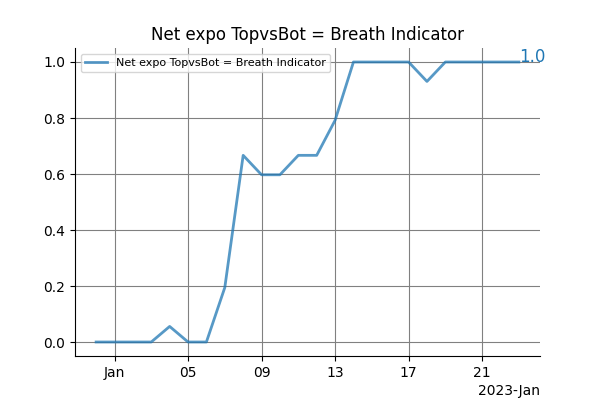 Net expo TopvsBot = Breath Indicator
Net expo TopvsBot = Breath Indicator
1.0
1.0
0.8
0.6
0.4
0.2
0.0
Jan 05 09 13 17 21
2023-Jan